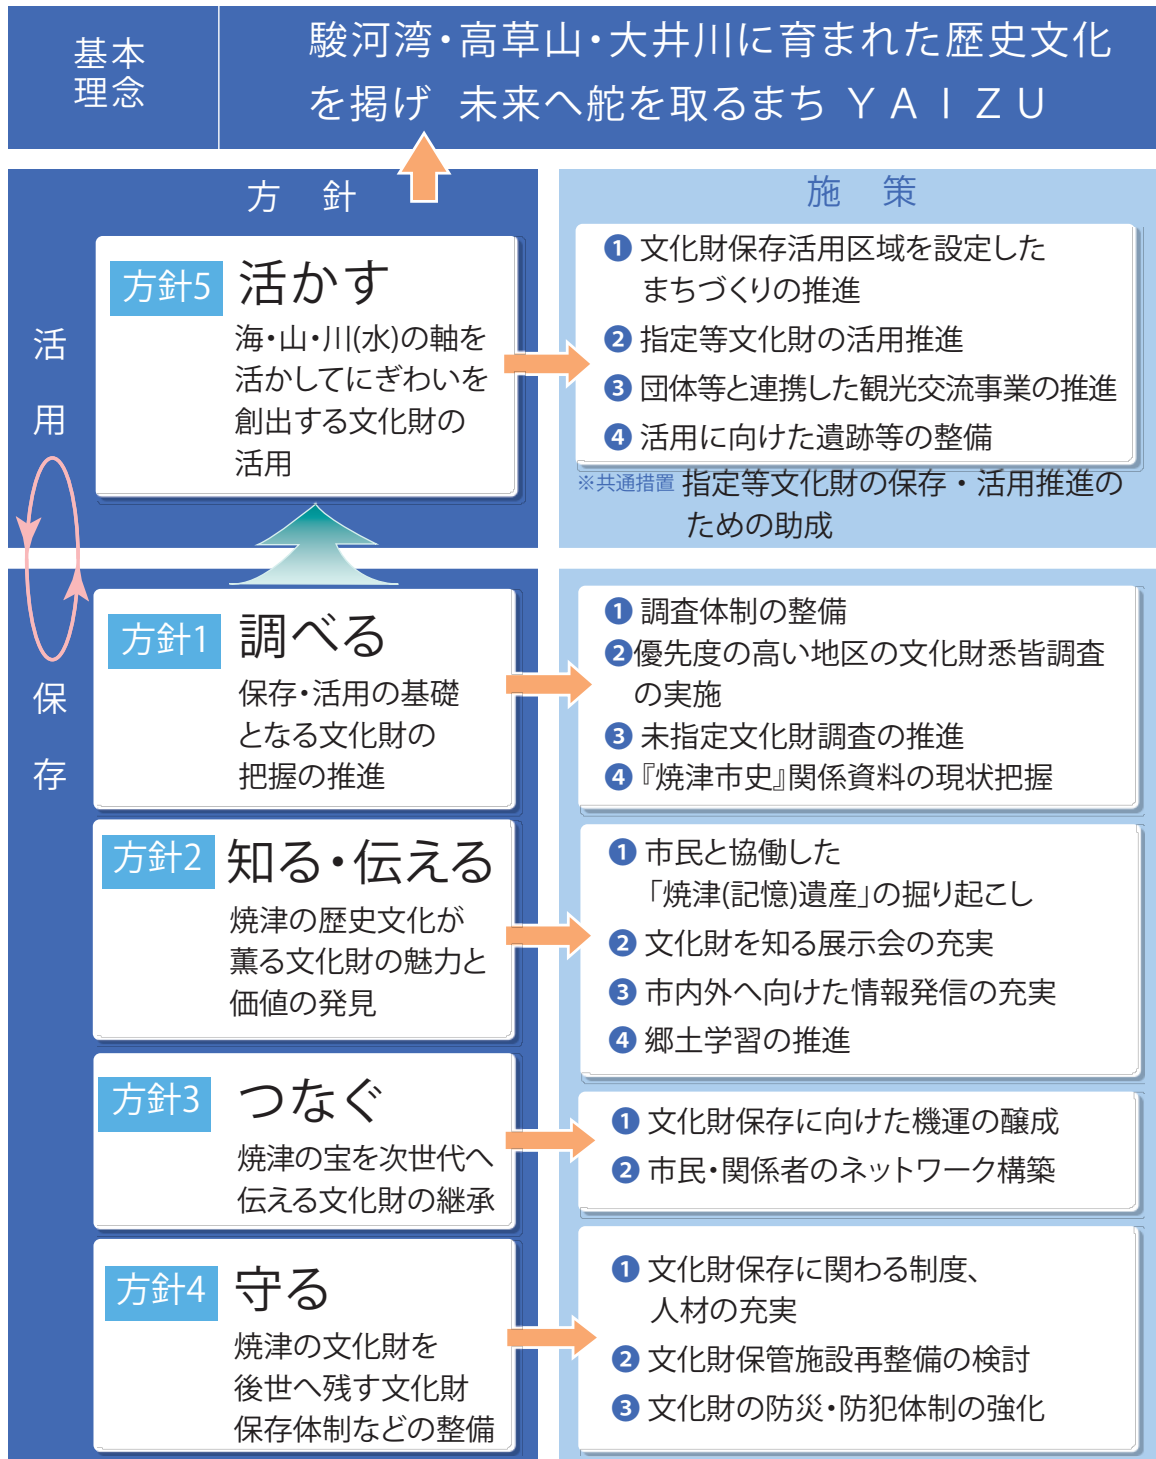 基本
理念
駿河湾・高草山・大井川に育まれた歴史文化
を掲げ 未来へ舵を取るまち ＹＡＩＺＵ
方 針
施 策
活用
方針5 活かす
海・山・川(水)の軸を
活かしてにぎわいを
創出する文化財の
活用
❶ 文化財保存活用区域を設定した
まちづくりの推進
❷ 指定等文化財の活用推進
❸ 団体等と連携した観光交流事業の推進
❹ 活用に向けた遺跡等の整備
※共通措置 指定等文化財の保存・活用推進の
ための助成
保存
方針1 調べる
保存・活用の基礎
となる文化財の
把握の推進
❶ 調査体制の整備
❷優先度の高い地区の文化財悉皆調査
の実施
❸ 未指定文化財調査の推進
❹『焼津市史』関係資料の現状把握
方針2 知る・伝える
焼津の歴史文化が
薫る文化財の魅力と
価値の発見
❶ 市民と協働した
「焼津(記憶)遺産」の掘り起こし
❷ 文化財を知る展示会の充実
❸ 市内外へ向けた情報発信の充実
❹ 郷土学習の推進
方針3 つなぐ
焼津の宝を次世代へ
伝える文化財の継承
❶ 文化財保存に向けた機運の醸成
❷ 市民・関係者のネットワーク構築
方針4 守る
焼津の文化財を
後世へ残す文化財
保存体制などの整備
❶ 文化財保存に関わる制度、
人材の充実
❷ 文化財保管施設再整備の検討
❸ 文化財の防災・防犯体制の強化